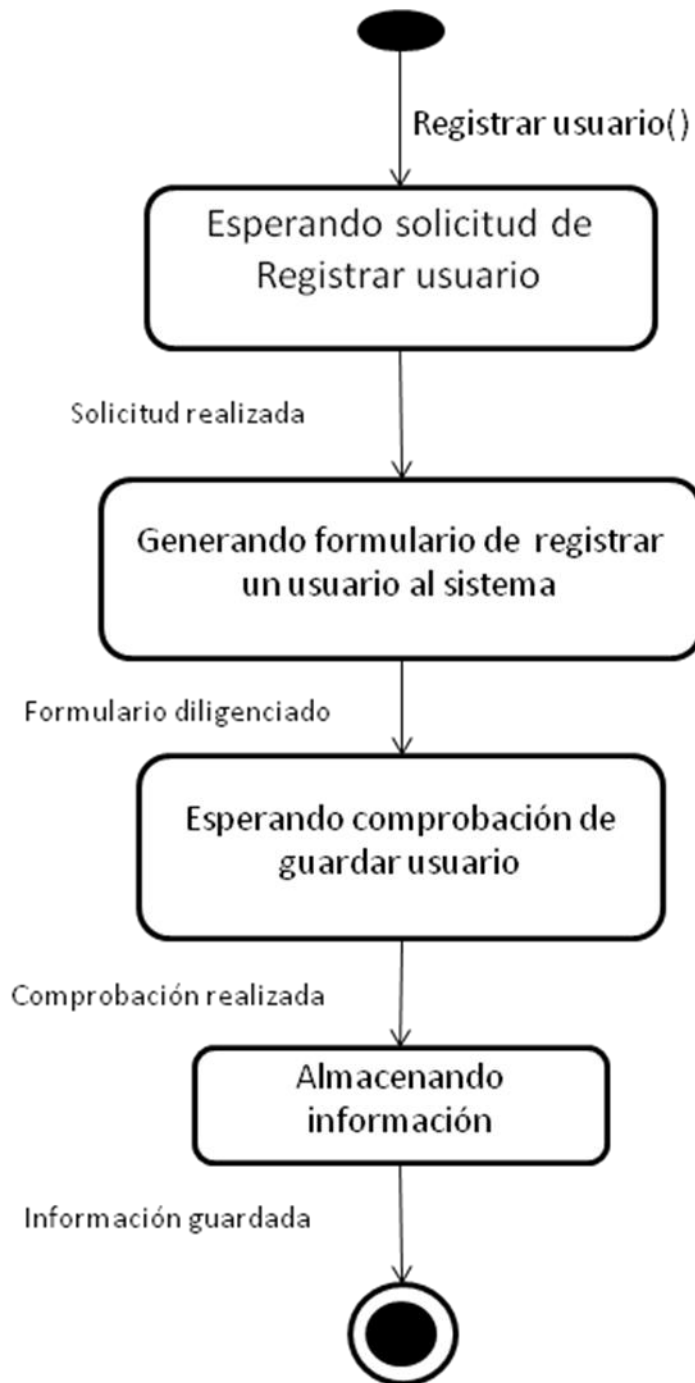 Registrar usuario()
Esperando solicitud de
Registrar usuario
Solicitud realizada
Generando formulario de registrar
un usuario al sistema
Formulario diligenciado
Esperando comprobación de
guardar usuario
Comprobación realizada
Almacenando
información
Información guardada